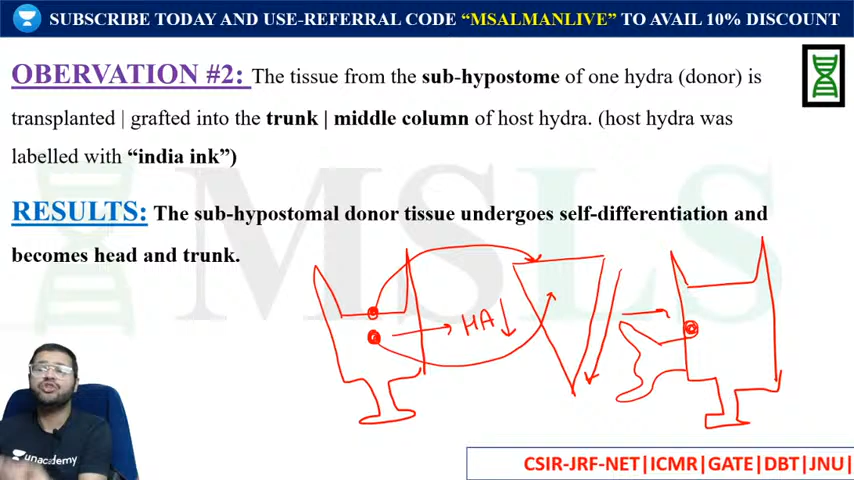 SUBSCRIBE TODAY AND USE-REFERRAL CODE “MSALMANLIVE” TO AVAIL 10% DISCOUNT
OBERVATION #2: The tissue from the sub-hypostome of one hydra (donor) is
transplanted | grafted into the trunk | middle column of host hydra. (host hydra was
labelled with “india ink”)
RESULTS: The sub-hypostomal donor tissue undergoes self-differentiation and
becomes head and trunk.
MSLS
HA
unacademy
CSIR-JRF-NET|ICMR|GATE|DBT|JNU|